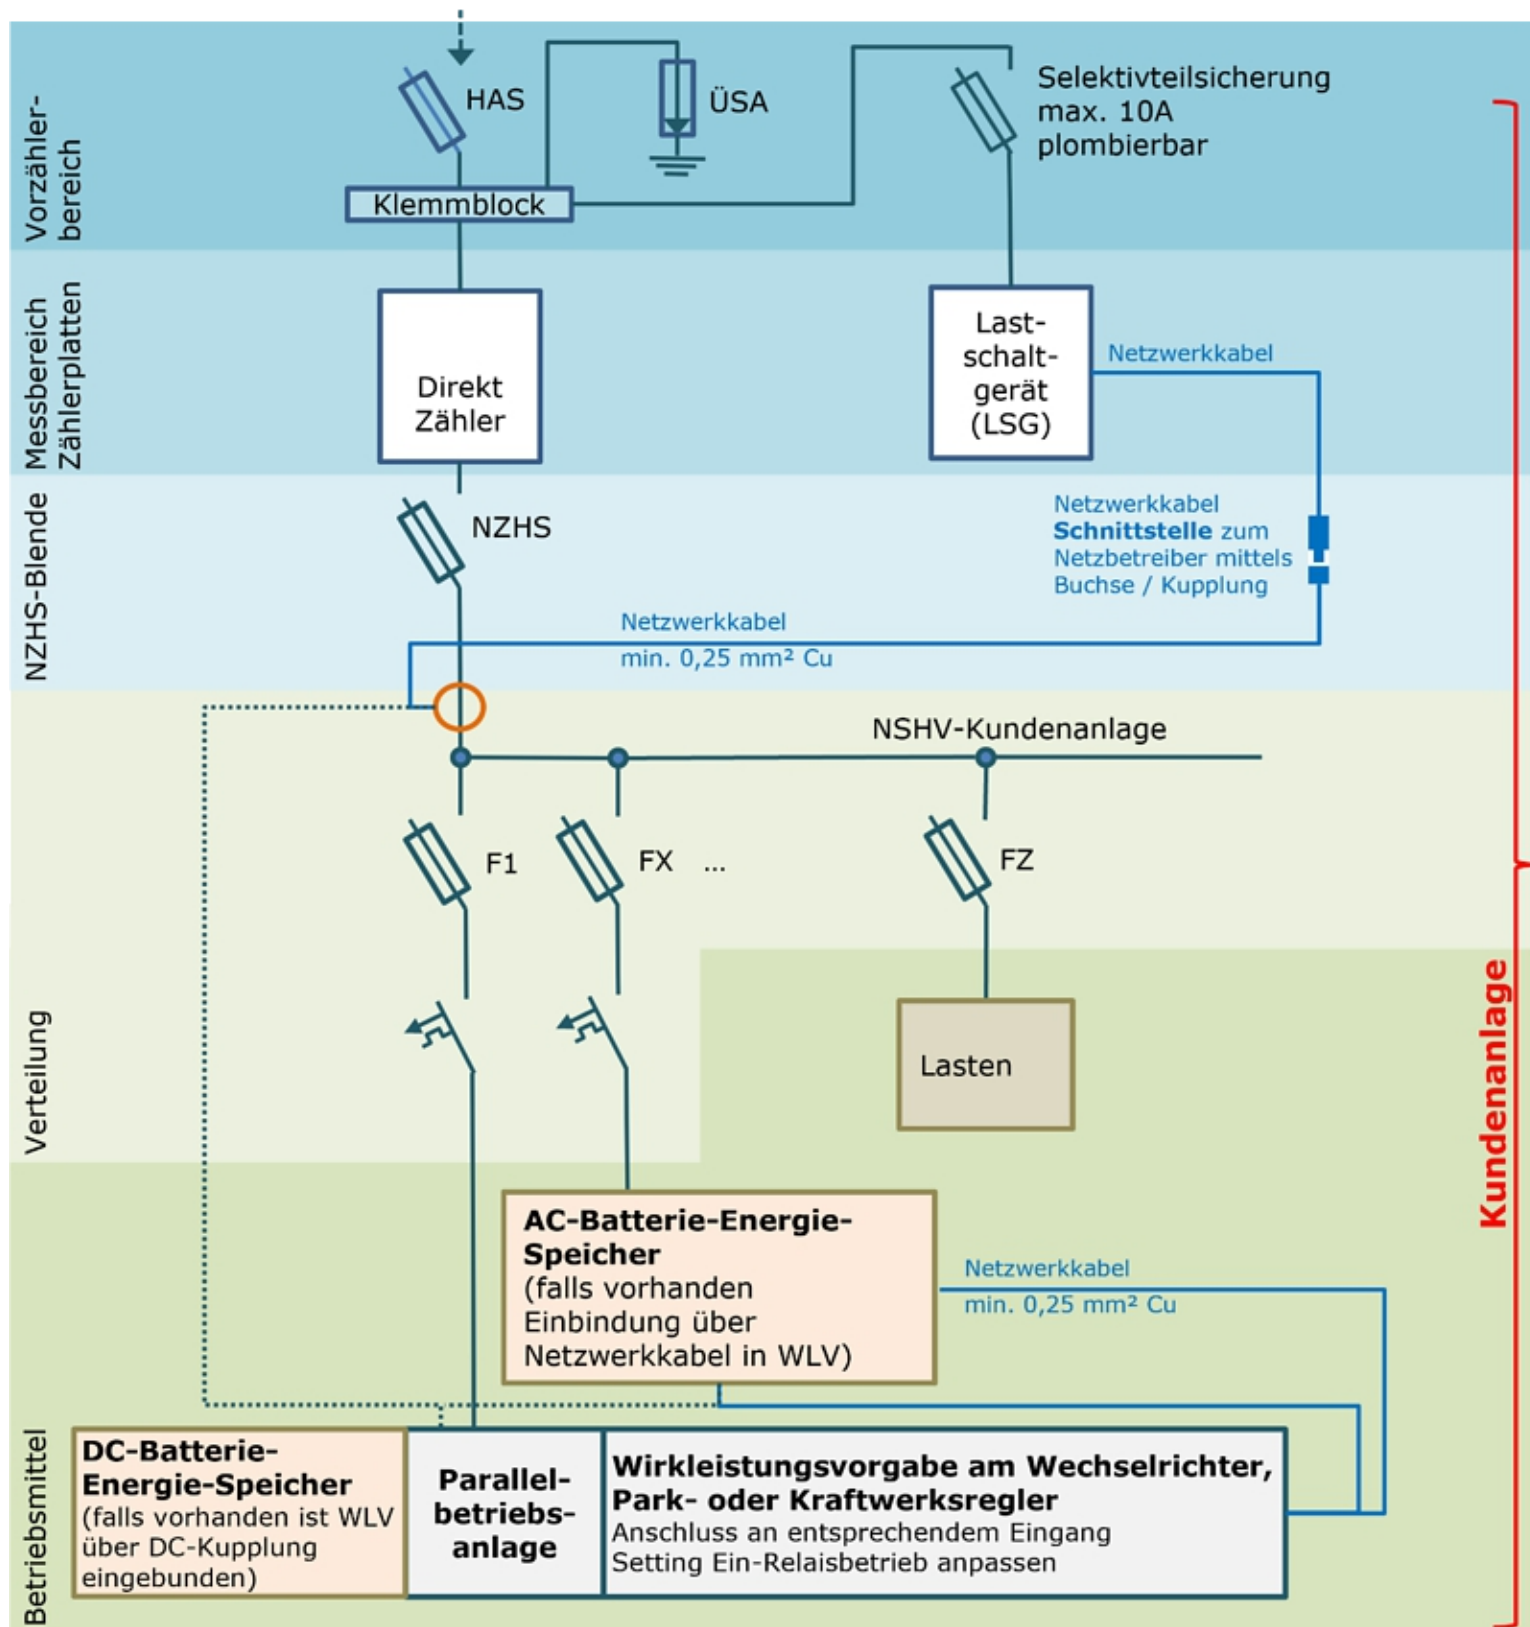 Vorzähler-
bereich
HAS
ÜSA
Selektivteilsicherung
max. 10A
plombierbar
Klemmblock
Messbereich
Zählerplatten
Direkt
Zähler
Last-
schalt-
gerät
(LSG)
Netzwerkkabel
NZHS-Blende
NZHS
Netzwerkkabel
Schnittstelle zum
Netzbetreiber mittels
Buchse / Kupplung
Netzwerkkabel
min. 0,25 mm² Cu
NSHV-Kundenanlage
F1
FX ...
FZ
Verteilung
Lasten
Kundenanlage
AC-Batterie-Energie-
Speicher
(falls vorhanden
Einbindung über
Netzwerkkabel in WLV)
Netzwerkkabel
min. 0,25 mm² Cu
Betriebsmittel
DC-Batterie-
Energie-Speicher
(falls vorhanden ist WLV
über DC-Kupplung
eingebunden)
Parallel-
betriebs-
anlage
Wirkleistungsvorgabe am Wechselrichter,
Park- oder Kraftwerksregler
Anschluss an entsprechendem Eingang
Setting Ein-Relaisbetrieb anpassen